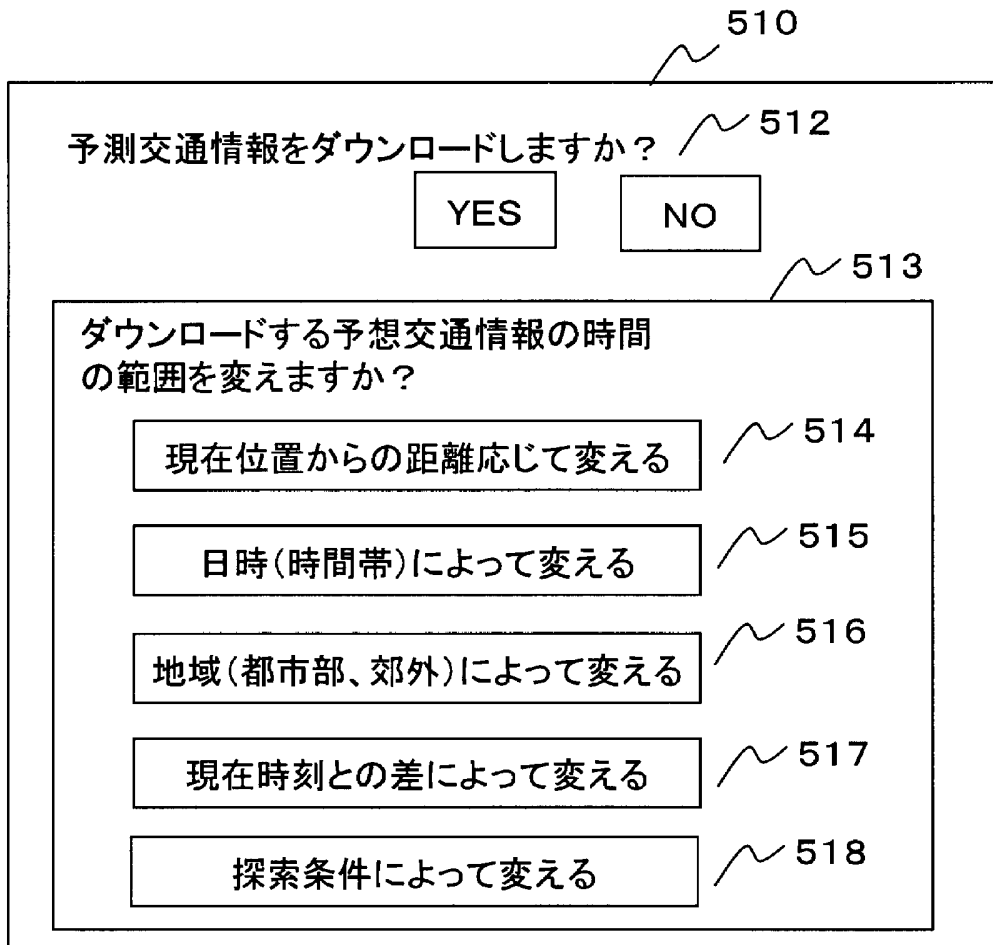 510
予測交通情報をダウンロードしますか？ 512
YES NO
513
ダウンロードする予想交通情報の時間
の範囲を変えますか？
現在位置からの距離応じて変える 514
日時(時間帯)によって変える 515
地域(都市部、郊外)によって変える 516
現在時刻との差によって変える 517
探索条件によって変える 518